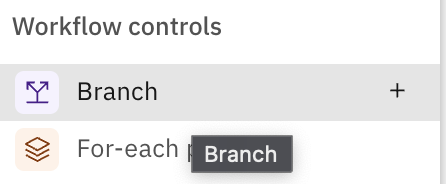 Workflow controls
Branch +
For-each
Branch